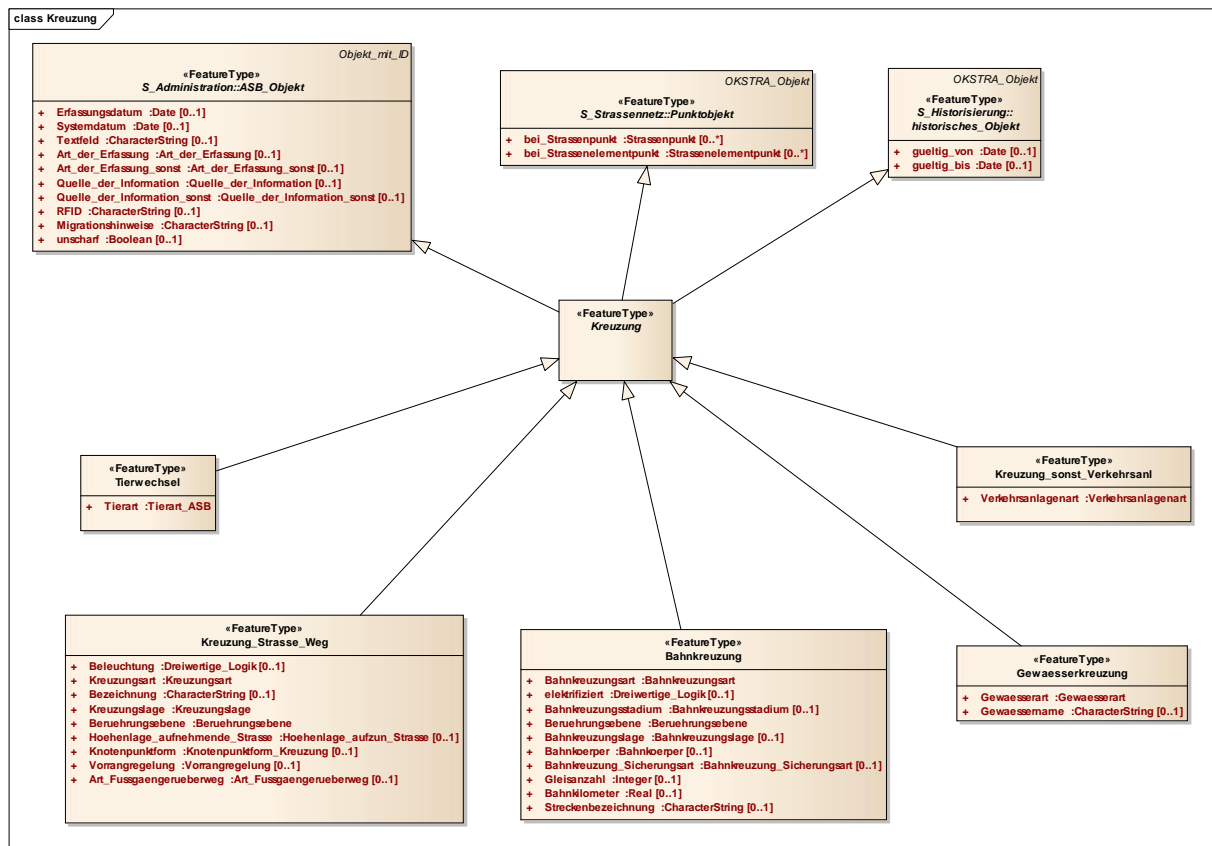 class Kreuzung
Objekt_mit_ID
«FeatureType»
S_Administration::ASB_Objekt
+ Erfassungsdatum :Date [0..1]
+ Systemdatum :Date [0..1]
+ Textfeld :CharacterString [0..1]
+ Art_der_Erfassung :Art_der_Erfassung [0..1]
+ Art_der_Erfassung_sonst :Art_der_Erfassung_sonst [0..1]
+ Quelle_der_Information :Quelle_der_Information [0..1]
+ Quelle_der_Information_sonst :Quelle_der_Information_sonst [0..1]
+ RFID :CharacterString [0..1]
+ Migrationshinweise :CharacterString [0..1]
+ unscharf :Boolean [0..1]
OKSTRA_Objekt
«FeatureType»
S_Strassennetz::Punktobjekt
+ bei_Strassenpunkt :Strassenpunkt [0..*]
+ bei_Strassenelementpunkt :Strassenelementpunkt [0..*]
OKSTRA_Objekt
«FeatureType»
S_Historisierung::
historisches_Objekt
+ gueltig_von :Date [0..1]
+ gueltig_bis :Date [0..1]
«FeatureType»
Kreuzung
«FeatureType»
Tierwechsel
+ Tierart :Tierart_ASB
«FeatureType»
Kreuzung_sonst_Verkehrsanl
+ Verkehrsanlagenart :Verkehrsanlagenart
«FeatureType»
Kreuzung_Strasse_Weg
+ Beleuchtung :Dreiwertige_Logik [0..1]
+ Kreuzungsart :Kreuzungsart
+ Bezeichnung :CharacterString [0..1]
+ Kreuzungslage :Kreuzungslage
+ Beruehrungsebene :Beruehrungsebene
+ Hoehenlage_aufnehmende_Strasse :Hoehenlage_aufzun_Strasse [0..1]
+ Knotenpunktform :Knotenpunktform_Kreuzung [0..1]
+ Vorrangregelung :Vorrangregelung [0..1]
+ Art_Fussgaengerueberweg :Art_Fussgaengerueberweg [0..1]
«FeatureType»
Bahnkreuzung
+ Bahnkreuzungsart :Bahnkreuzungsart
+ elektrifiziert :Dreiwertige_Logik [0..1]
+ Bahnkreuzungsstadium :Bahnkreuzungsstadium [0..1]
+ Beruehrungsebene :Beruehrungsebene
+ Bahnkreuzungslage :Bahnkreuzungslage [0..1]
+ Bahnkoerper :Bahnkoerper [0..1]
+ Bahnkreuzung_Sicherungsart :Bahnkreuzung_Sicherungsart [0..1]
+ Gleisanzahl :Integer [0..1]
+ Bahnkilometer :Real [0..1]
+ Streckenbezeichnung :CharacterString [0..1]
«FeatureType»
Gewaesserkreuzung
+ Gewaesserart :Gewaesserart
+ Gewaessername :CharacterString [0..1]